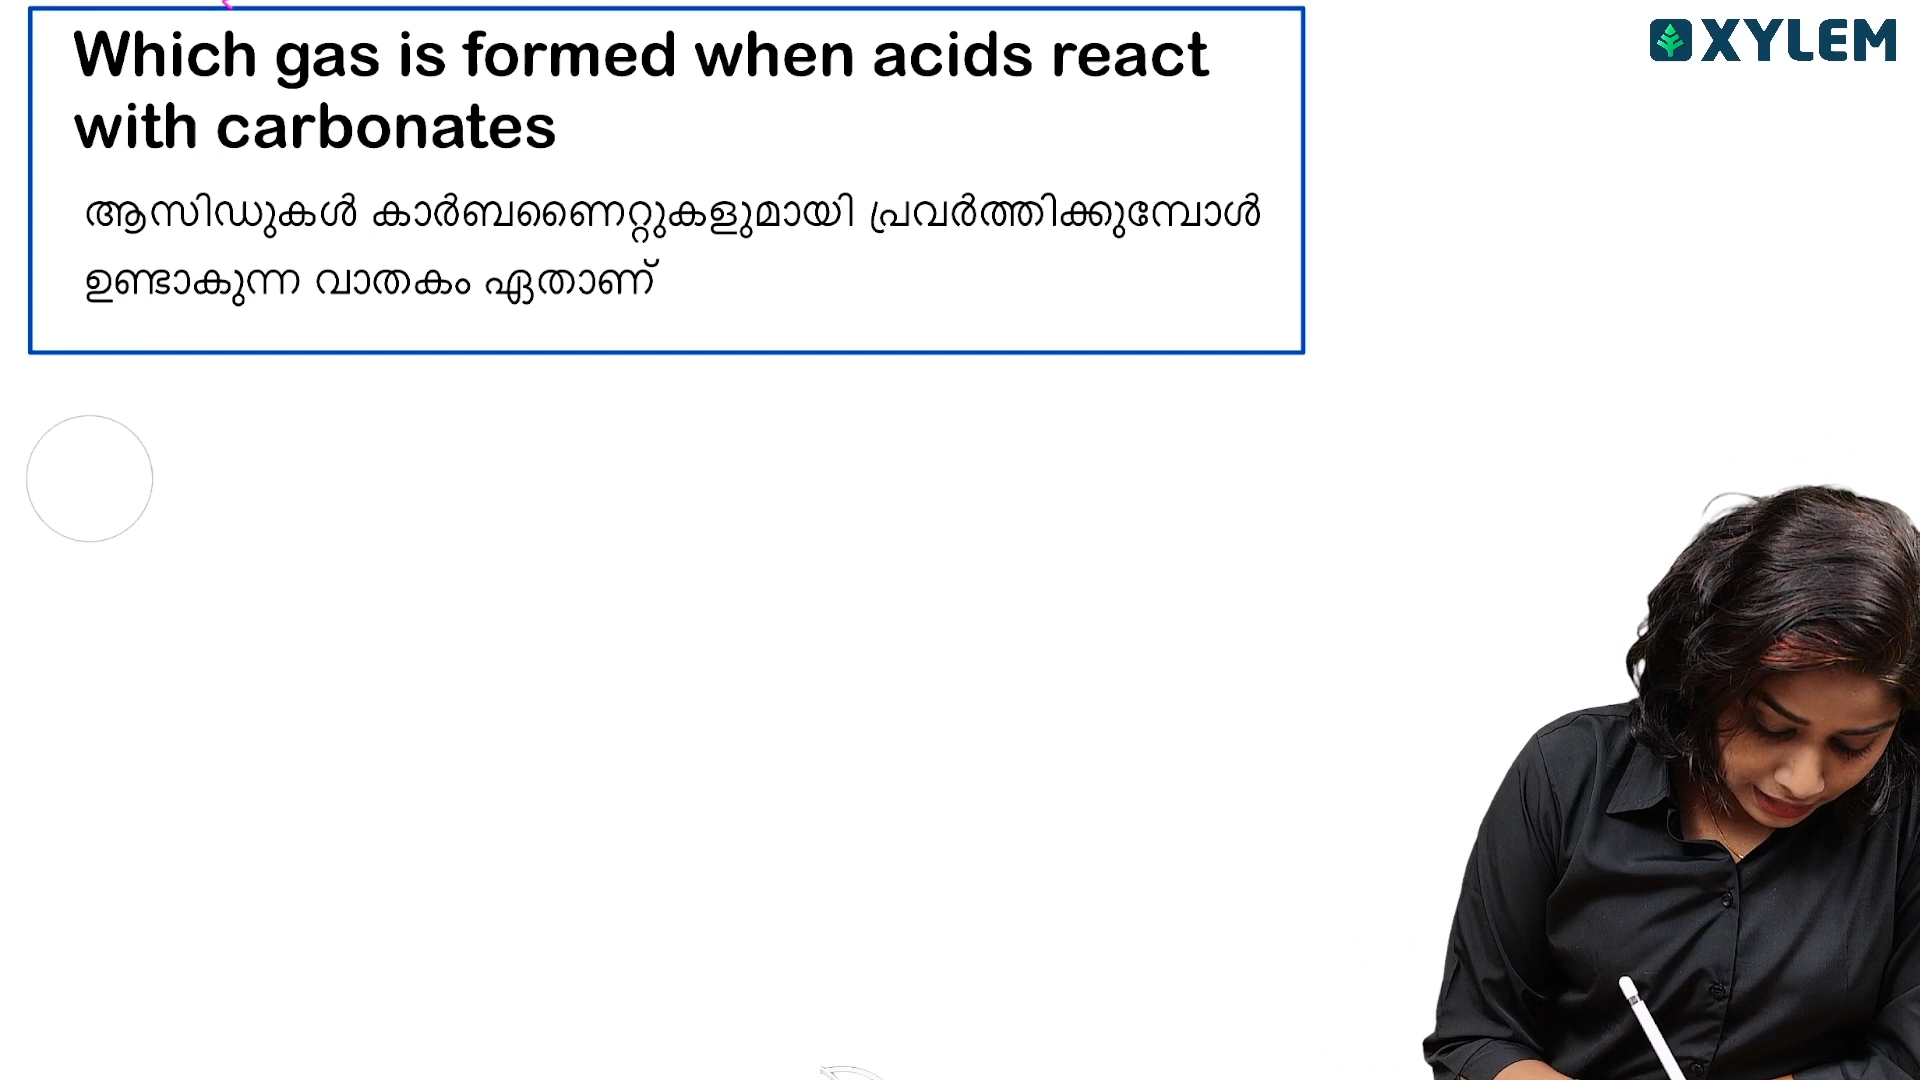 Which gas is formed when acids react
with carbonates
ആസിഡുകൾ കാർബണൈറ്റുകളുമായി പ്രവർത്തിക്കുമ്പോൾ
ഉണ്ടാകുന്ന വാതകം ഏതാണ്
XYLEM